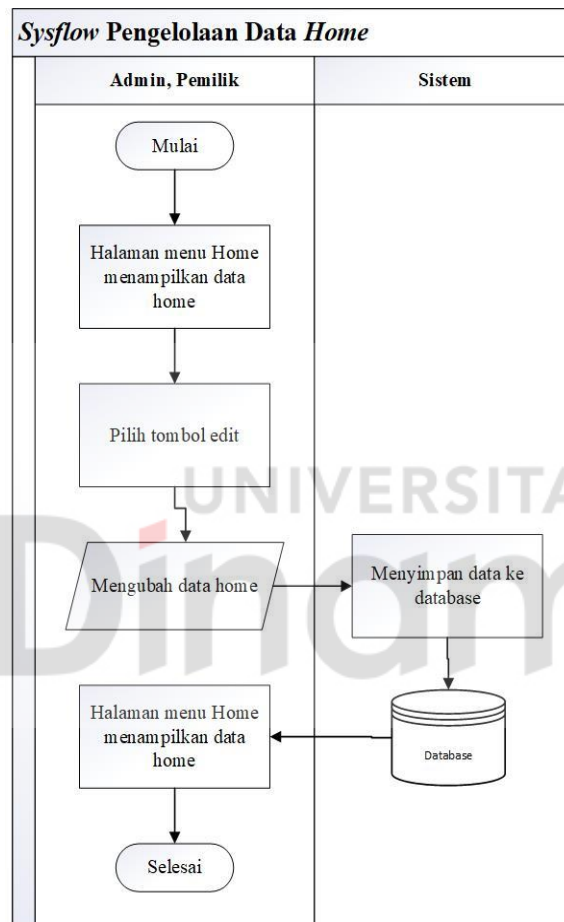 Sysflow Pengelolaan Data Home
Admin, Pemilik
Sistem
Mulai
Halaman menu Home
menampilkan data
home
Pilih tombol edit
UNIVERSITA
Dinam
Mengubah data home
Menyimpan data ke
database
Database
Halaman menu Home
menampilkan data
home
Selesai